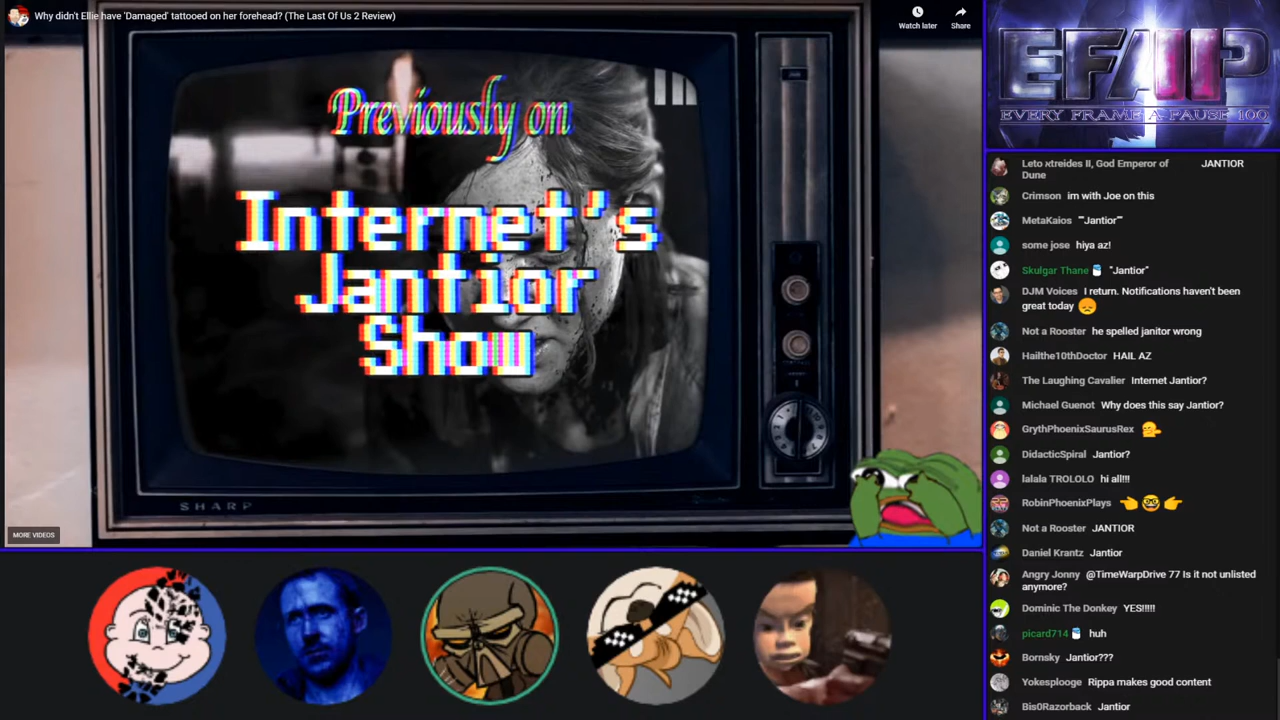 Why didn't Ellie have 'Damaged' tattooed on her forehead? (The Last Of Us 2 Review)
Watch later
Share
Previously on
Internet's
Jantior
Show
SHARP
MORE VIDEOS
EFAP
EVERY FRAME A PAUSE 100
Leto xtreides II, God Emperor of Dune JANTIOR
Crimson im with Joe on this
MetaKaios ""Jantior""
some jose hiya az!
Skulgar Thane "Jantior"
DJM Voices I return. Notifications haven't been
great today
Not a Rooster he spelled janitor wrong
Hailthe10thDoctor HAIL AZ
The Laughing Cavalier Internet Jantior?
Michael Guenot Why does this say Jantior?
GrythPhoenixSaurusRex
DidacticSpiral Jantior?
lalala TROLOLO hi all!!!
RobinPhoenixPlays
Not a Rooster JANTIOR
Daniel Krantz Jantior
Angry Jonny @TimeWarpDrive 77 Is it not unlisted
anymore?
Dominic The Donkey YES!!!!!
picard714 huh
Bornsky Jantior???
Yokesplooge Rippa makes good content
Bis0Razorback Jantior